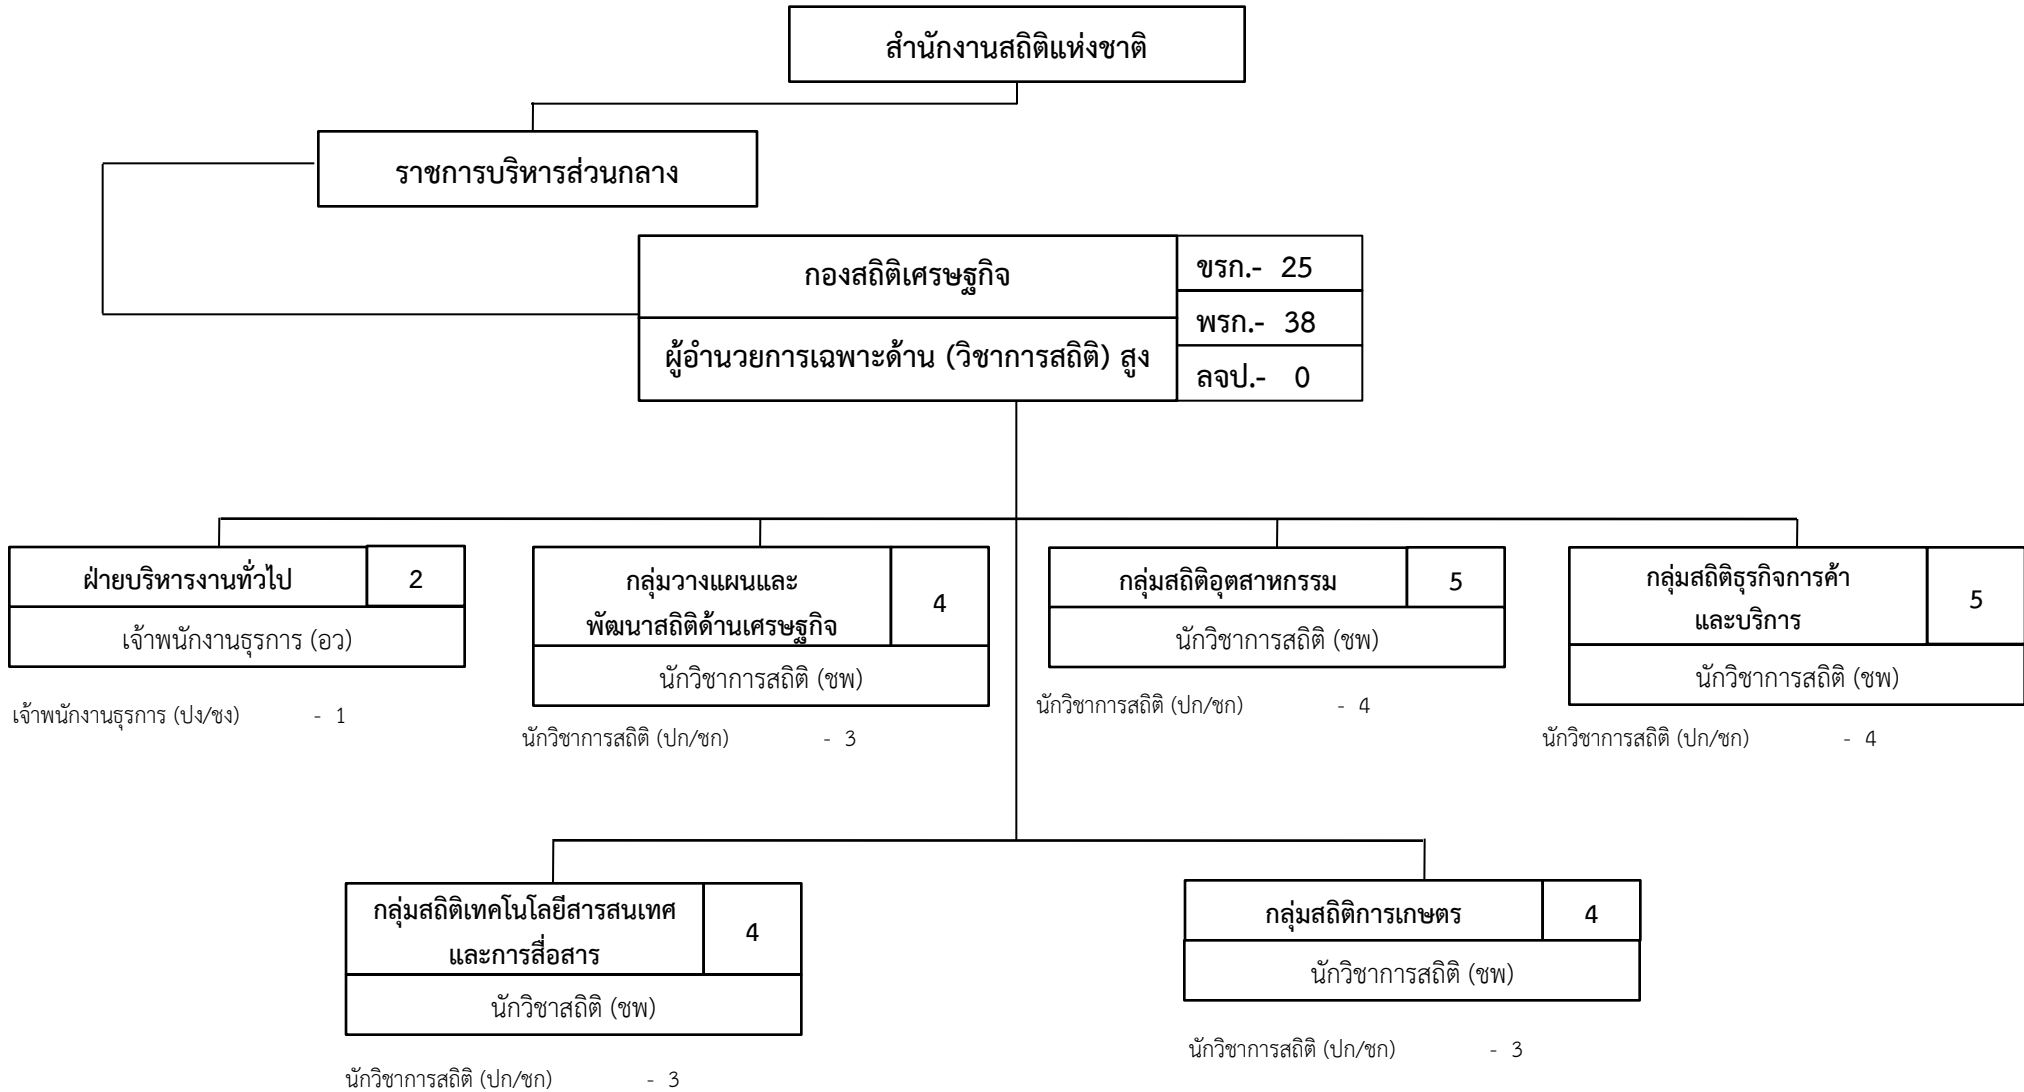 สำนักงานสถิติแห่งชาติ
ราชการบริหารส่วนกลาง
กองสถิติเศรษฐกิจ
ขรก.- 25
พรก.- 38
ผู้อำนวยการเฉพาะด้าน (วิชาการสถิติ) สูง
ลจป.- 0
ฝ่ายบริหารงานทั่วไป 2
เจ้าพนักงานธุรการ (อว)
เจ้าพนักงานธุรการ (ปง/ชง) - 1
กลุ่มวางแผนและ
พัฒนาสถิติด้านเศรษฐกิจ
4
นักวิชาการสถิติ (ชพ)
นักวิชาการสถิติ (ปก/ชก) - 3
กลุ่มสถิติอุตสาหกรรม 5
นักวิชาการสถิติ (ชพ)
นักวิชาการสถิติ (ปก/ชก) - 4
กลุ่มสถิติธุรกิจการค้า
และบริการ
5
นักวิชาการสถิติ (ชพ)
นักวิชาการสถิติ (ปก/ชก) - 4
กลุ่มสถิติเทคโนโลยีสารสนเทศ
และการสื่อสาร
4
นักวิชาสถิติ (ชพ)
นักวิชาการสถิติ (ปก/ชก) - 3
กลุ่มสถิติการเกษตร 4
นักวิชาการสถิติ (ชพ)
นักวิชาการสถิติ (ปก/ชก) - 3